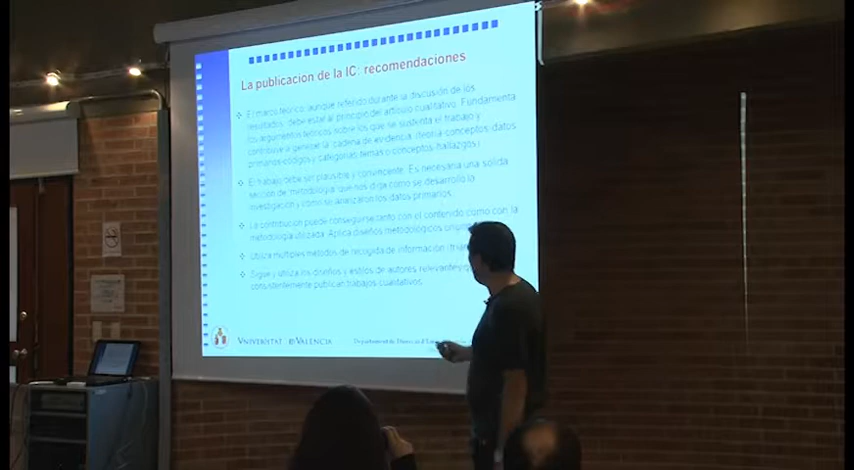 La publicacion de la IC: recomendaciones
El marco teórico, aunque referido durante la discusión de los
resultados, debe estar al principio del artículo cualitativo. Fundamenta
los argumentos teóricos sobre los que se sustenta el trabajo y
contribuye a generar la cadena de evidencia (teoría-conceptos-datos
primarios-códigos y categorías-temas o conceptos-hallazgos)
El trabajo debe ser plausible y convincente. Es necesaria una sólida
sección de metodología que nos diga como se desarrolló la
investigación y cómo se analizaron los datos primarios.
La contribución puede conseguirse tanto con el contenido como con la
metodología utilizada. Aplica diseños metodológicos
Utiliza múltiples métodos de recogida de información
Sigue y utiliza los diseños y estilos de autores relevantes
consistentemente publican trabajos cualitativos.
VNIVERSITAT DE VALÈNCIA